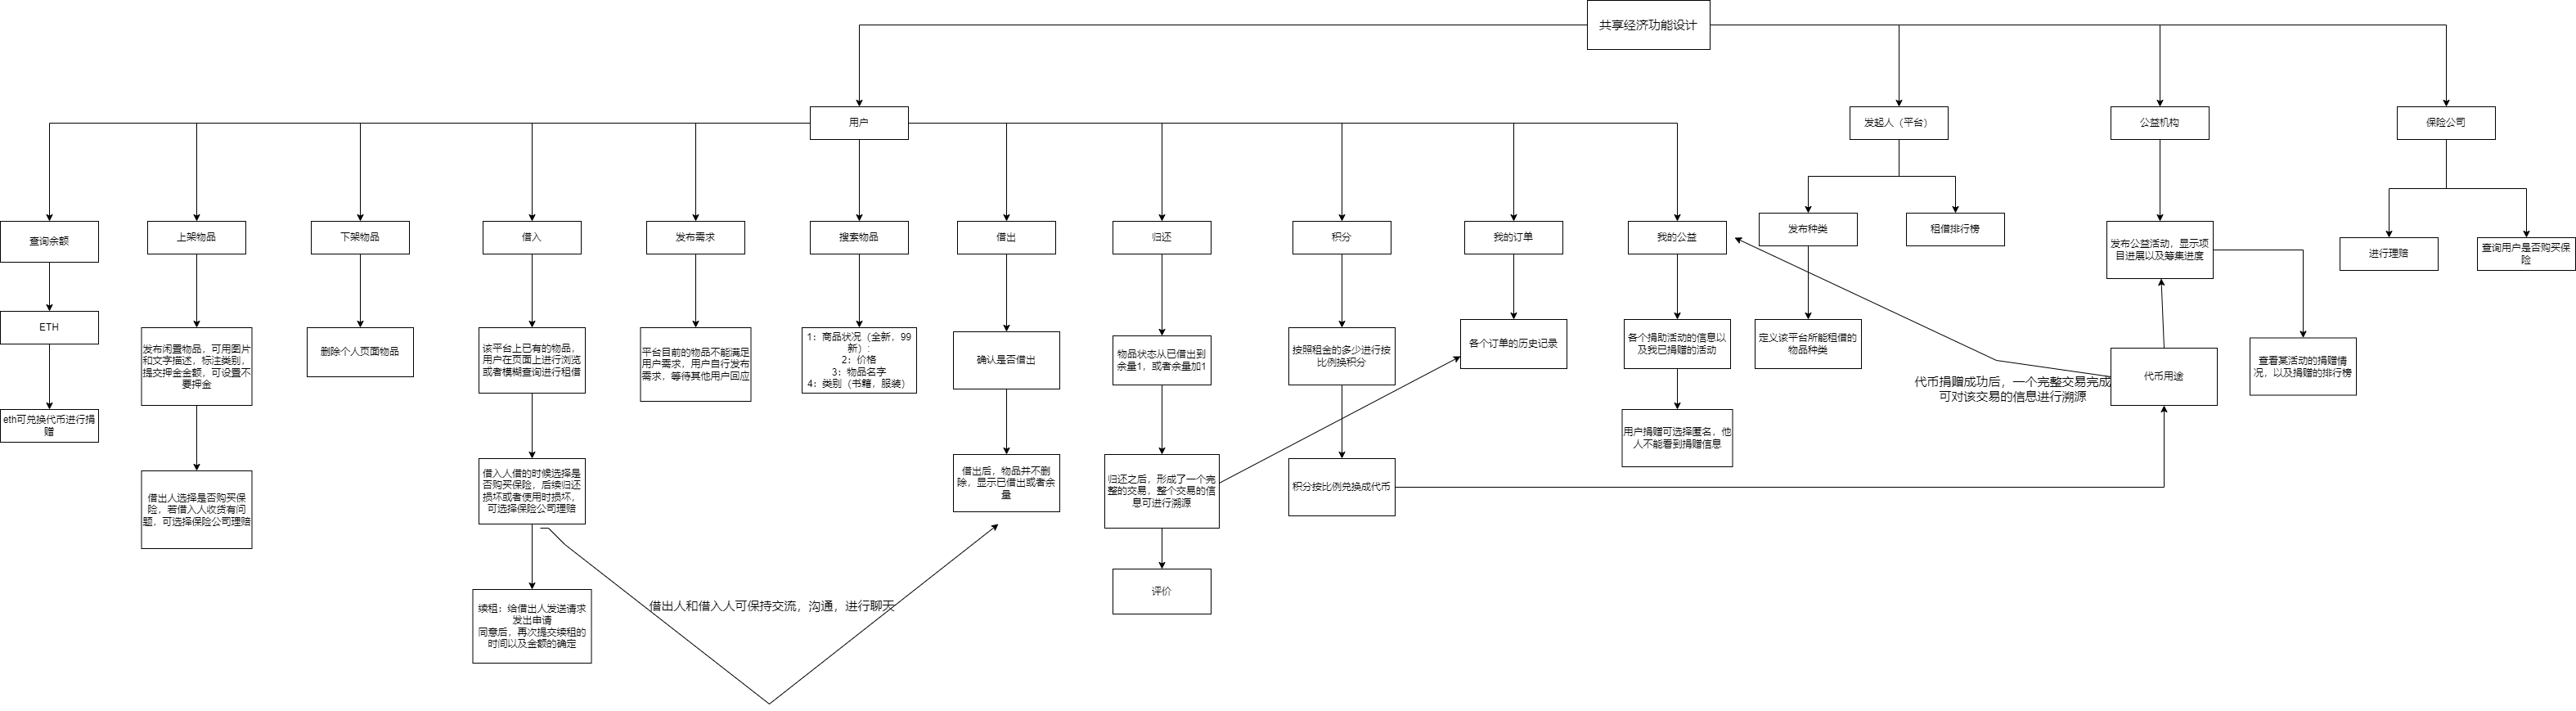 共享经济功能设计
用户
发起人（平台）
公益机构
保险公司
查询余额
上架物品
下架物品
借入
发布需求
搜索物品
借出
归还
积分
我的订单
我的公益
发布种类
租借排行榜
发布公益活动，显示项
目进展以及筹集进度
进行理赔
查询用户是否购买保
险
ETH
发布闲置物品，可用图片
和文字描述，标注类别，
提交押金金额，可设置不
要押金
删除个人页面物品
该平台上已有的物品，
用户在页面上进行浏览
或者模糊查询进行租借
平台目前的物品不能满足
用户需求，用户自行发布
需求，等待其他用户回应
1：商品状况（全新，99
新）：
2：价格
3：物品名字
4：类别（书籍，服装）
确认是否借出
物品状态从已借出到
余量1，或者余量加1
按照租金的多少进行按
比例换积分
各个订单的历史记录
各个捐助活动的信息以
及我已捐赠的活动
定义该平台所能租借的
物品种类
代币捐赠成功后，一个完整交易完成
可对该交易的信息进行溯源
代币用途
查看某活动的捐赠情
况，以及捐赠的排行榜
eth可兑换代币进行捐
赠
借出人选择是否购买保
险，若借入人收货有问
题，可选择保险公司理赔
借入人借的时候选择是
否购买保险，后续归还
损坏或者使用时损坏，
可选择保险公司理赔
借出后，物品并不删
除，显示已借出或者余
量
归还之后，形成了一个完
整的交易，整个交易的信
息可进行溯源
积分按比例兑换成代币
用户捐赠可选择匿名，他
人不能看到捐赠信息
续租：给借出人发送请求
发出申请
同意后，再次提交续租的
时间以及金额的确定
借出人和借入人可保持交流，沟通，进行聊天
评价